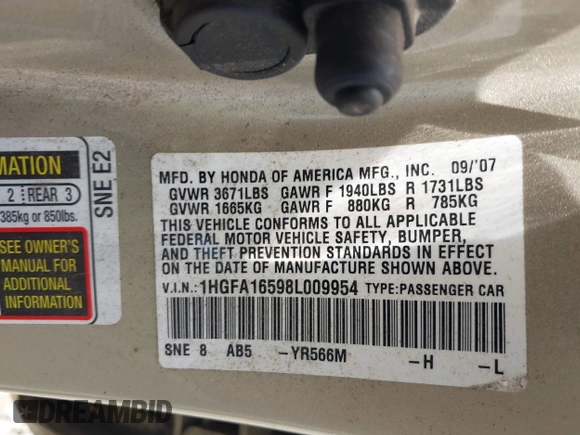 MATION
2 REAR 3
385kg or 850lbs.
SEE OWNER'S
MANUAL FOR
ADDITIONAL
INFORMATION
SNE E2
MFD. BY HONDA OF AMERICA MFG., INC. 09/'07
GVWR 3671LBS GAWR F 1940LBS R 1731LBS
GVWR 1665KG GAWR F 880KG R 785KG
THIS VEHICLE CONFORMS TO ALL APPLICABLE
FEDERAL MOTOR VEHICLE SAFETY, BUMPER,
AND THEFT PREVENTION STANDARDS IN EFFECT
ON THE DATE OF MANUFACTURE SHOWN ABOVE.
V.I.N.:1HGFA16598L009954 TYPE:PASSENGER CAR
SNE 8 AB5 -YR566M -H -L
DREAMBID